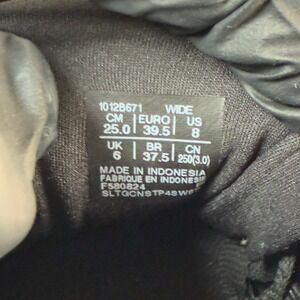 1012B671 WIDE
CM EURO US
25.0 39.5 8
UK BR CN
6 37.5 250(3.0)
MADE IN INDONESIA
FABRIQUE EN INDONESIE
F580824